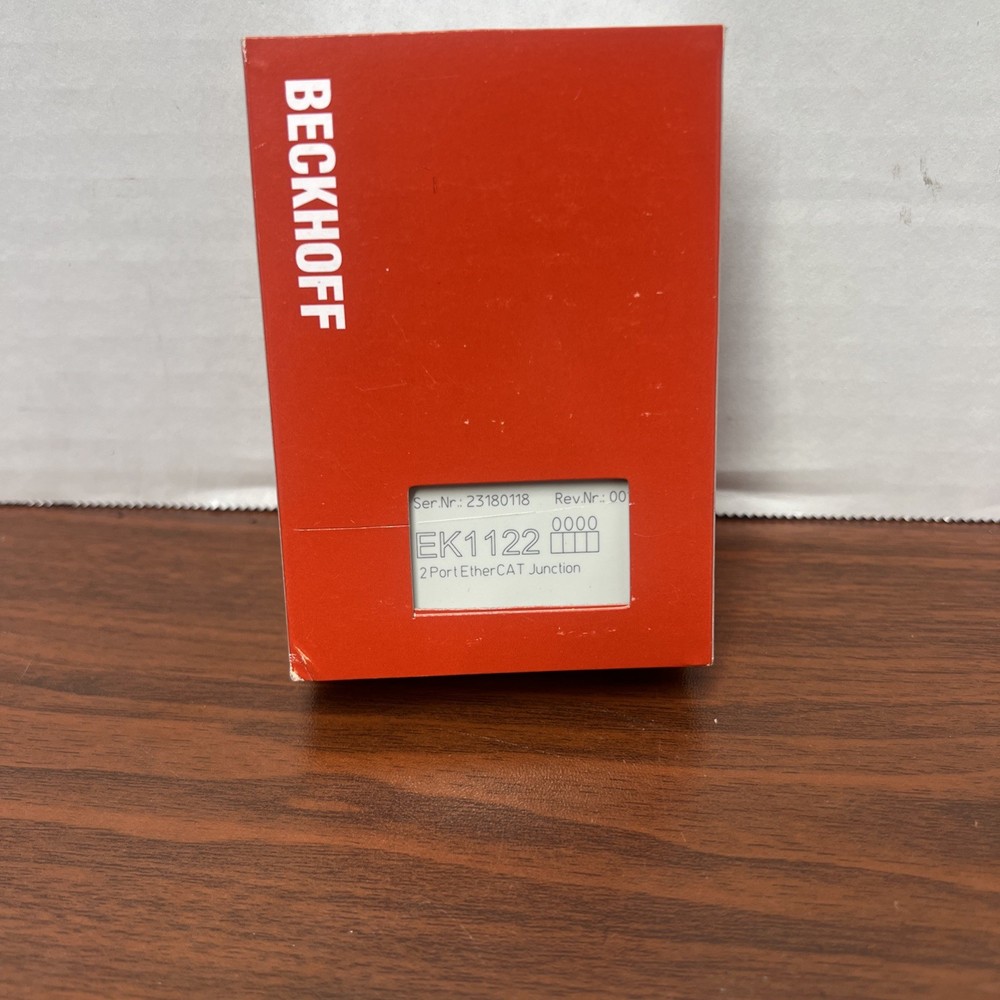 BECKHOFF
Ser.Nr.: 23180118 Rev.Nr.: 00
0000
EK1122
2 Port EtherCAT Junction